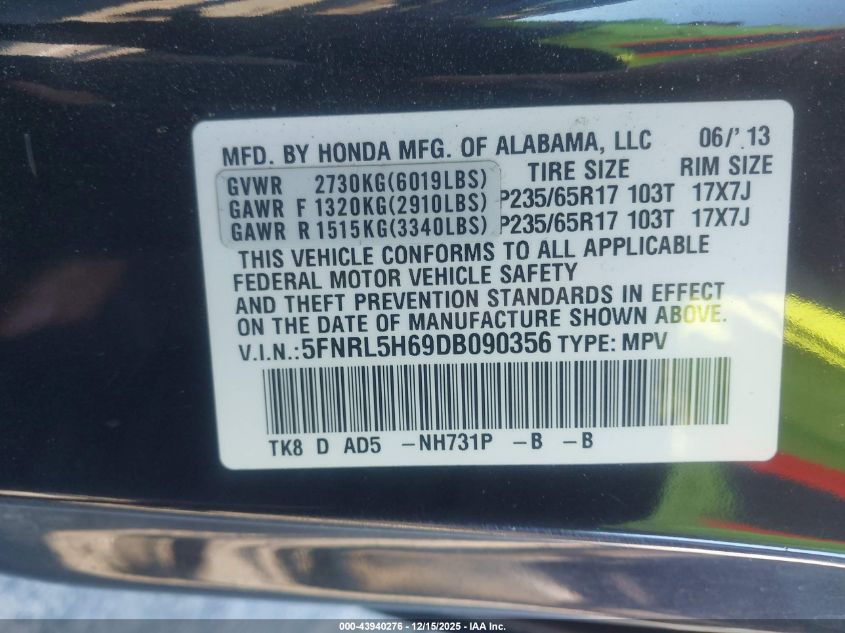 MFD. BY HONDA MFG. OF ALABAMA, LLC 06/'13
TIRE SIZE RIM SIZE
GVWR 2730KG(6019LBS)
GAWR F 1320KG(2910LBS) P235/65R17 103T 17X7J
GAWR R 1515KG(3340LBS) P235/65R17 103T 17X7J
THIS VEHICLE CONFORMS TO ALL APPLICABLE
FEDERAL MOTOR VEHICLE SAFETY
AND THEFT PREVENTION STANDARDS IN EFFECT
ON THE DATE OF MANUFACTURE SHOWN ABOVE.
V.I.N.:5FNRL5H69DB090356 TYPE: MPV
TK8 D AD5 -NH731P -B -B
000-43940276 - 12/15/2025 - IAA Inc.